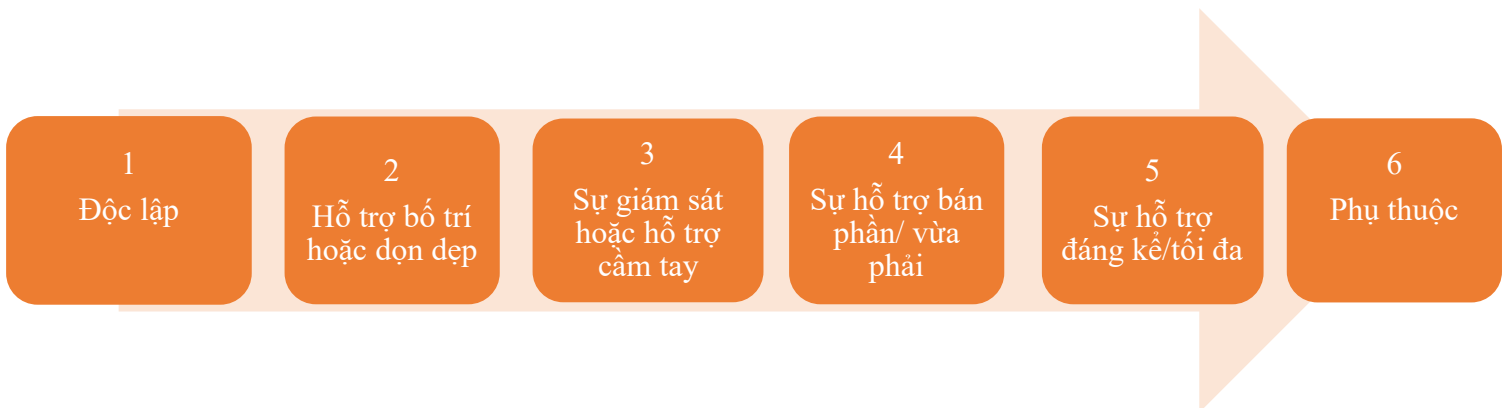 1
Độc lập
2
Hỗ trợ bố trí
hoặc dọn dẹp
3
Sự giám sát
hoặc hỗ trợ
cầm tay
4
Sự hỗ trợ bán
phần/ vừa
phải
5
Sự hỗ trợ
đáng kể/tối đa
6
Phụ thuộc